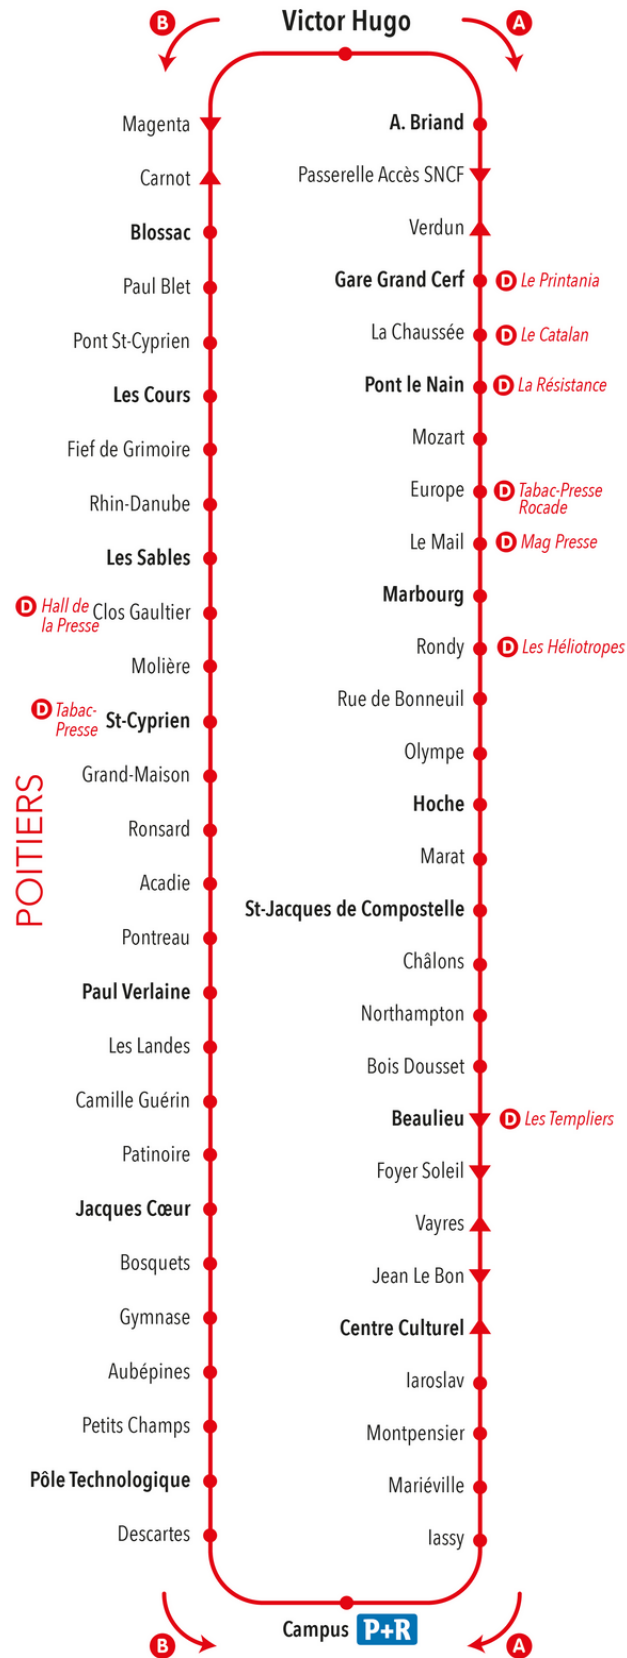 B
Victor Hugo
A
Magenta
Carnot
Blossac
Paul Blet
Pont St-Cyprien
Les Cours
Fief de Grimoire
Rhin-Danube
Les Sables
D Hall de
la Presse
Clos Gaultier
Molière
D Tabac-
Presse
St-Cyprien
Grand-Maison
Ronsard
Acadie
Pontreau
Paul Verlaine
Les Landes
Camille Guérin
Patinoire
Jacques Cœur
Bosquets
Gymnase
Aubépines
Petits Champs
Pôle Technologique
Descartes
POITIERS
A. Briand
Passerelle Accès SNCF
Verdun
Gare Grand Cerf D Le Printania
La Chaussée D Le Catalan
Pont le Nain D La Résistance
Mozart
Europe D Tabac-Presse
Rocade
Le Mail D Mag Presse
Marbourg
Rondy D Les Héliotropes
Rue de Bonneuil
Olympe
Hoche
Marat
St-Jacques de Compostelle
Châlons
Northampton
Bois Dousset
Beaulieu D Les Templiers
Foyer Soleil
Vayres
Jean Le Bon
Centre Culturel
Iaroslav
Montpensier
Mariéville
Iassy
B
Campus P+R
A